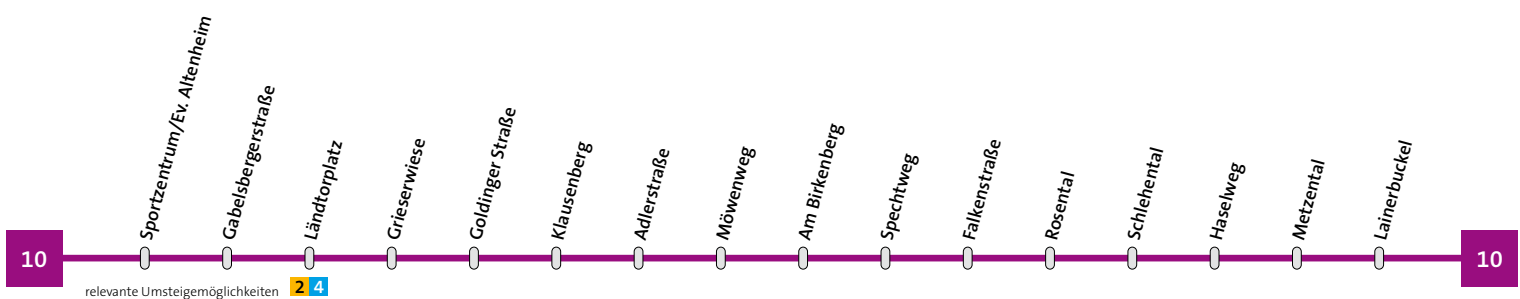 Sportzentrum/Ev. Altenheim
Gabelsbergerstraße
Ländtorplatz
Grieserwiese
Goldinger Straße
Klausenberg
Adlerstraße
Möwenweg
Am Birkenberg
Spechtweg
Falkenstraße
Rosental
Schlehental
Haselweg
Metzental
Lainerbuckel
10
10
relevante Umsteigemöglichkeiten 2 4